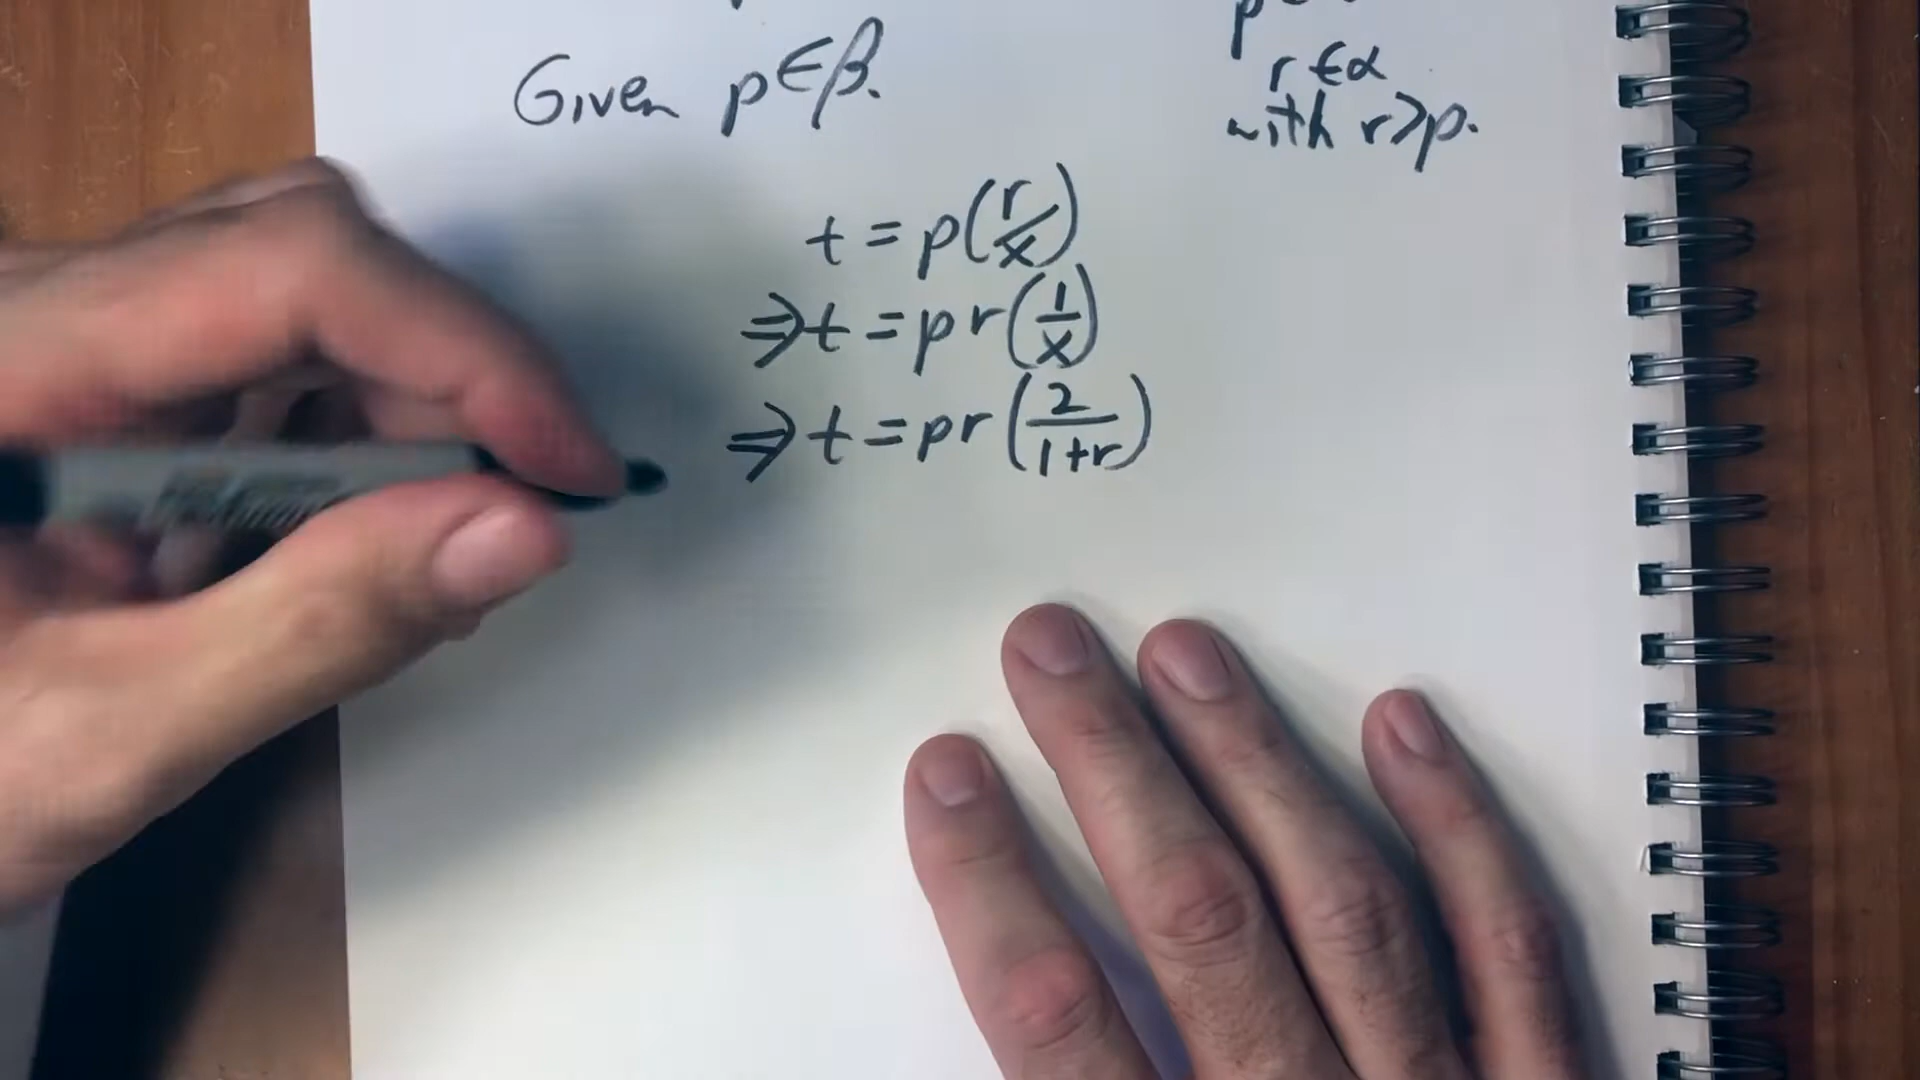 Given p∈β.
r∈α
with r>p.
t = p(r/x)
⇒ t = pr(1/x)
⇒ t = pr(2/(1+r))